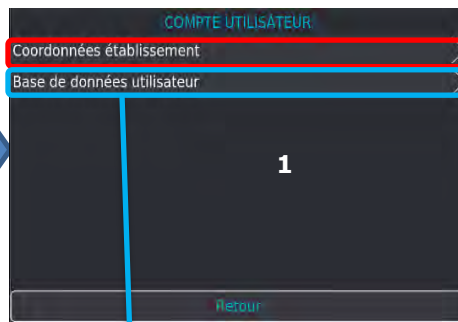 COMPTE UTILISATEUR
Coordonnées établissement
Base de données utilisateur
1
Retour